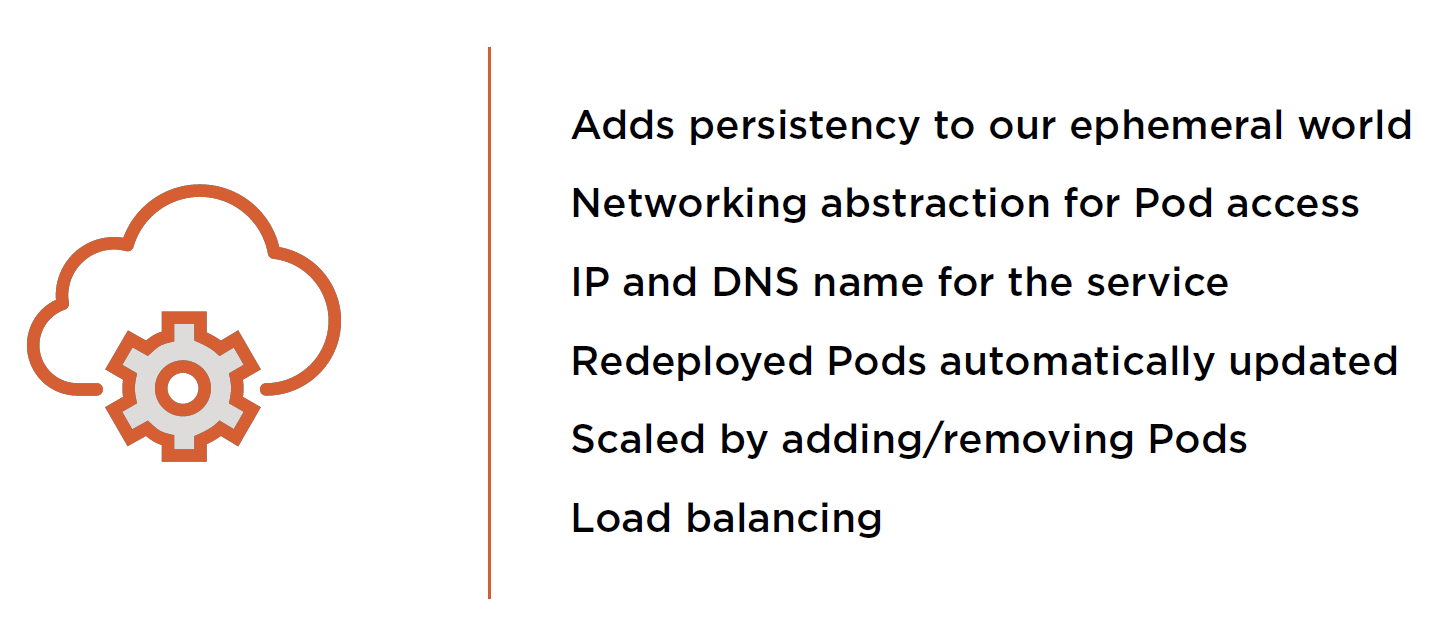 Adds persistency to our ephemeral world
Networking abstraction for Pod access
IP and DNS name for the service
Redeployed Pods automatically updated
Scaled by adding/removing Pods
Load balancing